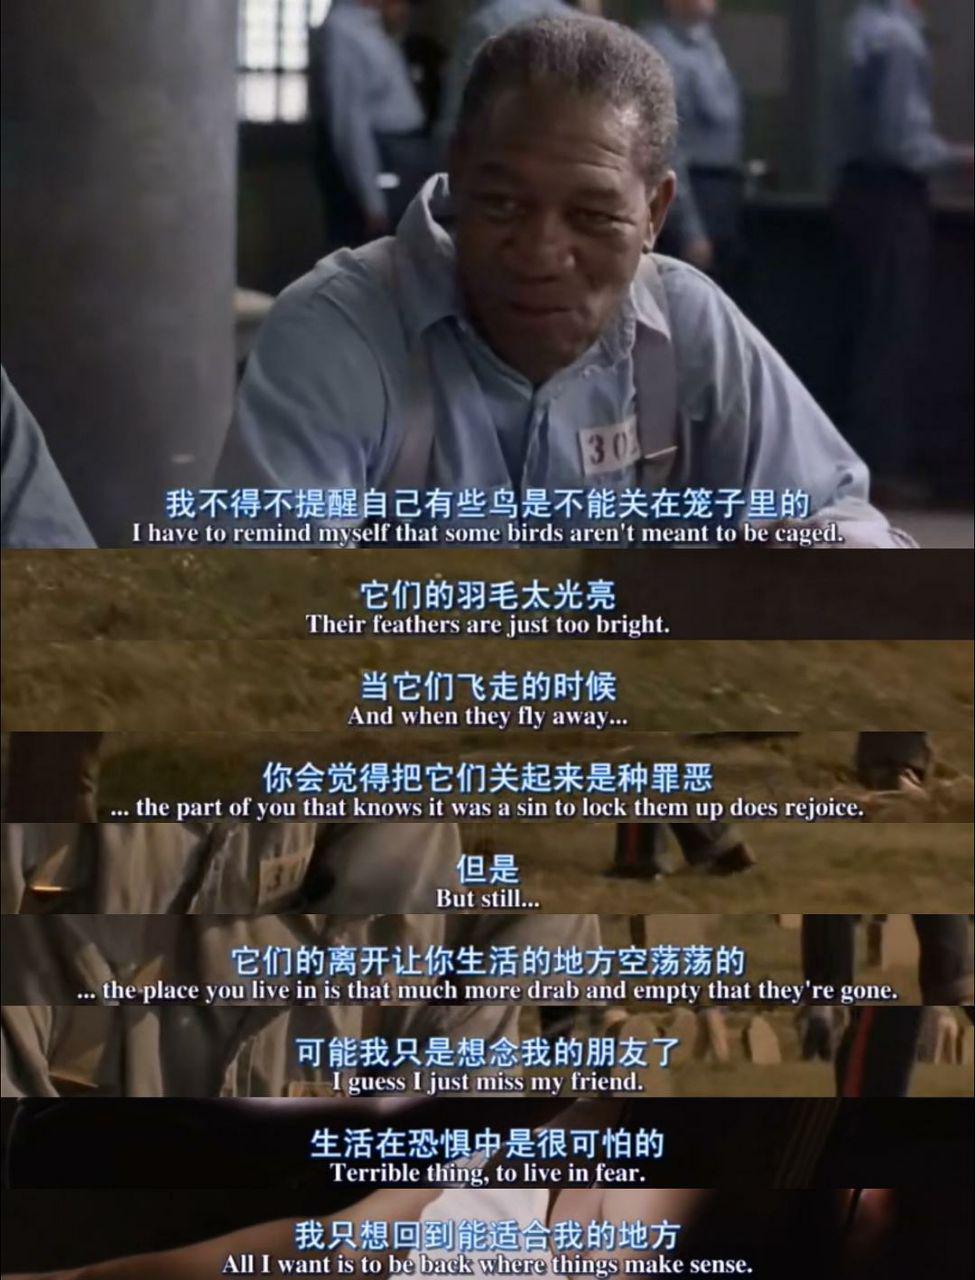 302
我不得不提醒自己有些鸟是不能关在笼子里的
I have to remind myself that some birds aren't meant to be caged.
它们的羽毛太光亮
Their feathers are just too bright.
当它们飞走的时候
And when they fly away...
你会觉得把它们关起来是种罪恶
... the part of you that knows it was a sin to lock them up does rejoice.
但是
But still...
它们的离开让你生活的地方空荡荡的
... the place you live in is that much more drab and empty that they're gone.
可能我只是想念我的朋友了
I guess I just miss my friend.
生活在恐惧中是很可怕的
Terrible thing, to live in fear.
我只想回到能适合我的地方
All I want is to be back where things make sense.